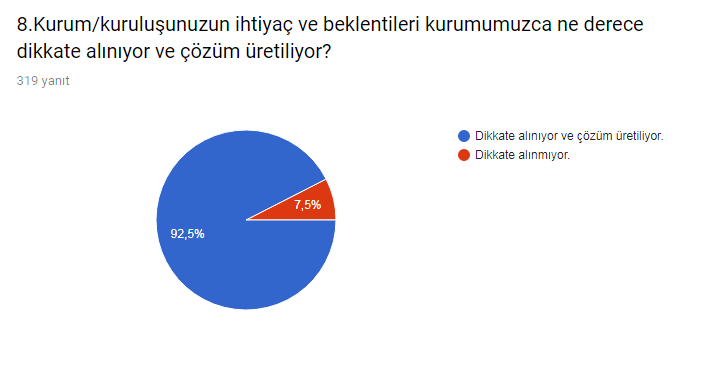 8.Kurum/kuruluşunuzun ihtiyaç ve beklentileri kurumumuzca ne derece
dikkate alınıyor ve çözüm üretiliyor?
319 yanıt
Dikkate alınıyor ve çözüm üretiliyor.
Dikkate alınmıyor.
7,5%
92,5%